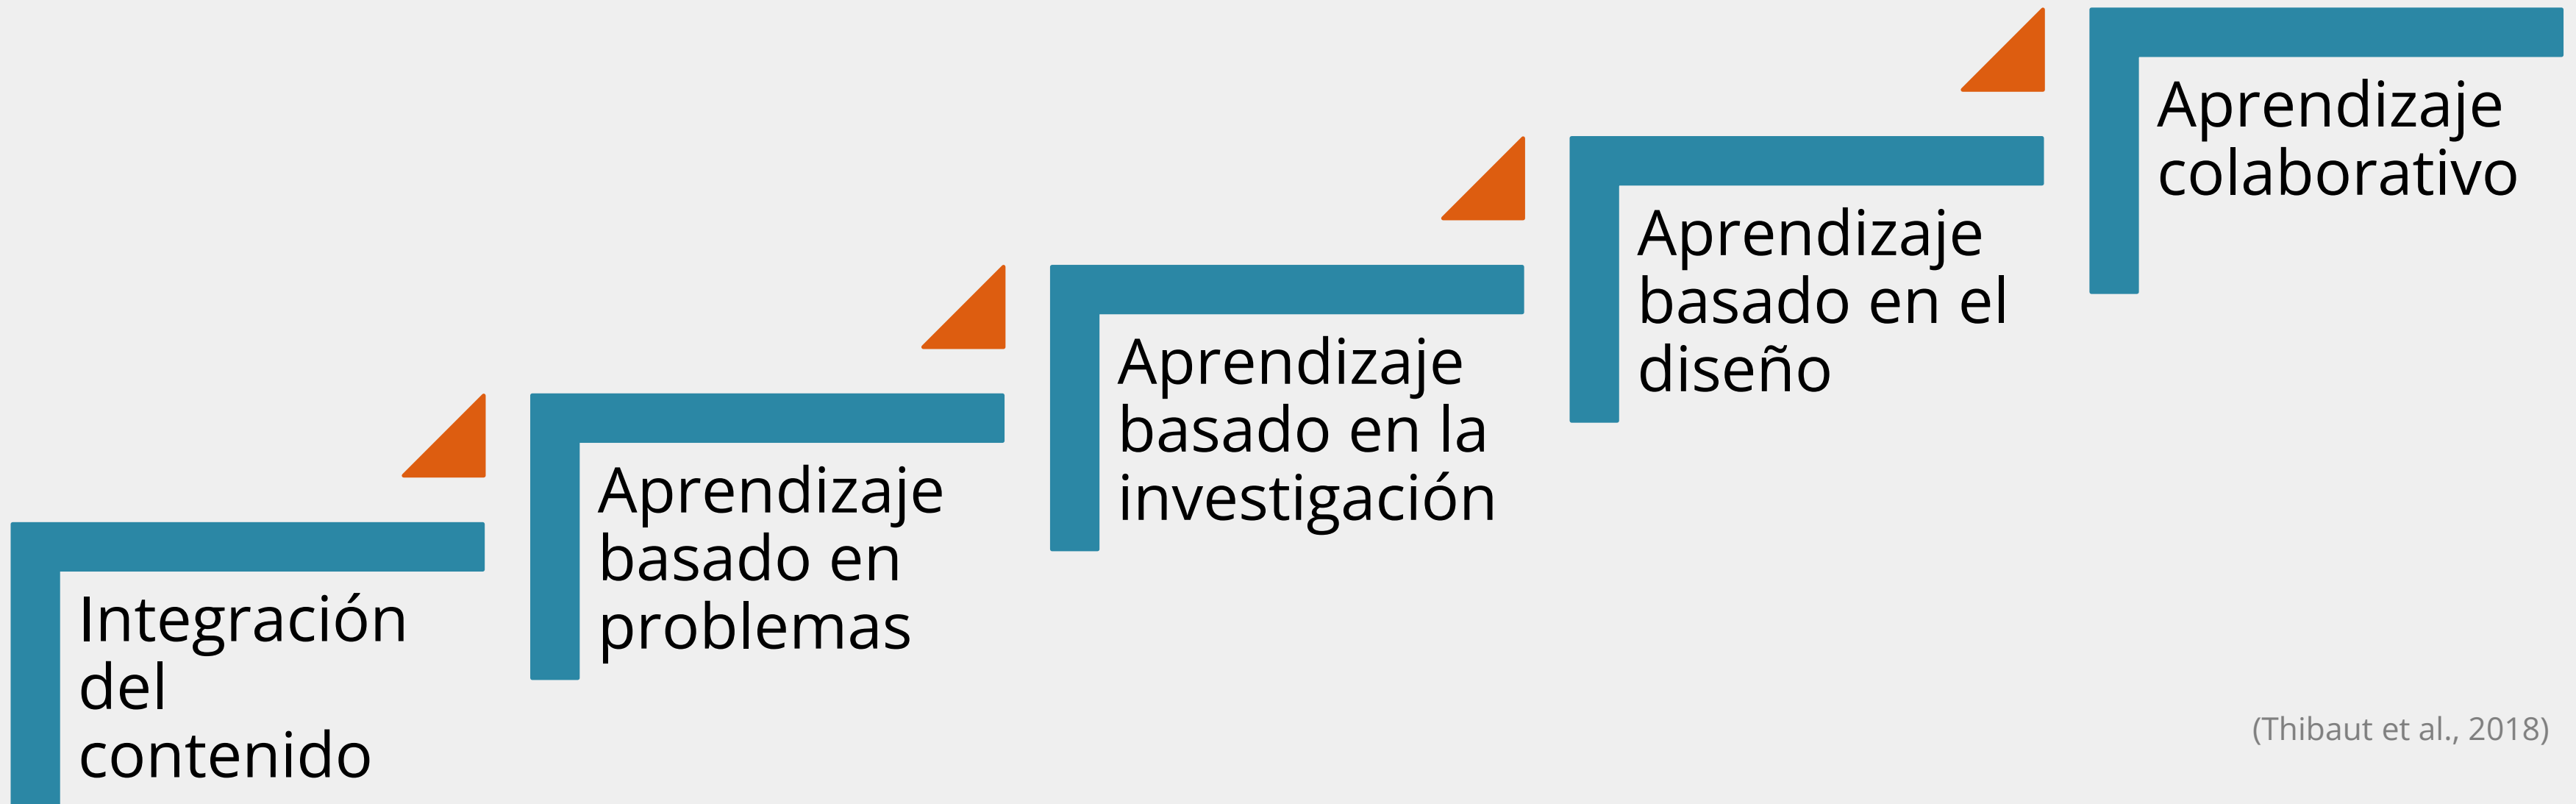 Integración
del
contenido
Aprendizaje
basado en
problemas
Aprendizaje
basado en la
investigación
Aprendizaje
basado en el
diseño
Aprendizaje
colaborativo
(Thibaut et al., 2018)